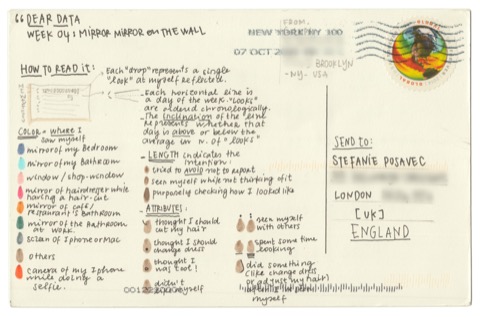 "DEAR DATA
WEEK 04: MIRROR MIRROR ON THE WALL
FROM.
NEW YORK NY 100
07 OCT
BROOKLYN
-NY- USA
HOW TO READ IT:
Each "drop" represents a single
"look" at myself reflected.
Each horizontal line is
a day of the week. "Looks"
are ordered chronologically.
The inclination of the line
represents whether that
day is above or below the
average in n. of "looks"
COLOR = where I
saw myself
mirror of my bedroom
mirror of my bathroom
window / shop-window
mirror of hairdresser while
having a hair-cut
mirror of café/
restaurant's bathroom
mirror of the bathroom
at work.
screen of Iphone or Mac
others
camera of my Iphone
while doing a
selfie.
LENGTH indicates the
intention:
tried to avoid not to repeat
seen myself while not thinking of it
purposely checking how I looked like
ATTRIBUTES:
thought I should
cut my hair
thought I should
change dress
thought I
was too!
didn't
myself
seen myself
with others
spent some time
looking
did something
(like change dress
or adjust my hair)
after I
myself
SEND TO:
STEFANIE POSAVEC
LONDON
[UK]
ENGLAND